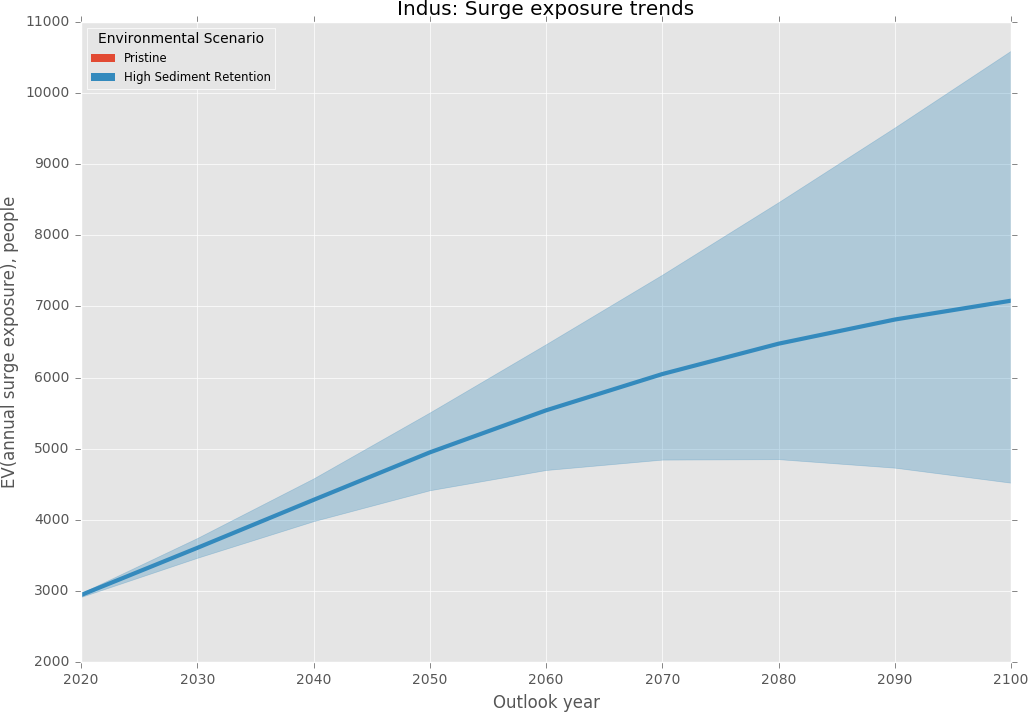 Indus: Surge exposure trends
Environmental Scenario
Pristine
High Sediment Retention
EV(annual surge exposure), people
11000
10000
9000
8000
7000
6000
5000
4000
3000
2000
2020 2030 2040 2050 2060 2070 2080 2090 2100
Outlook year